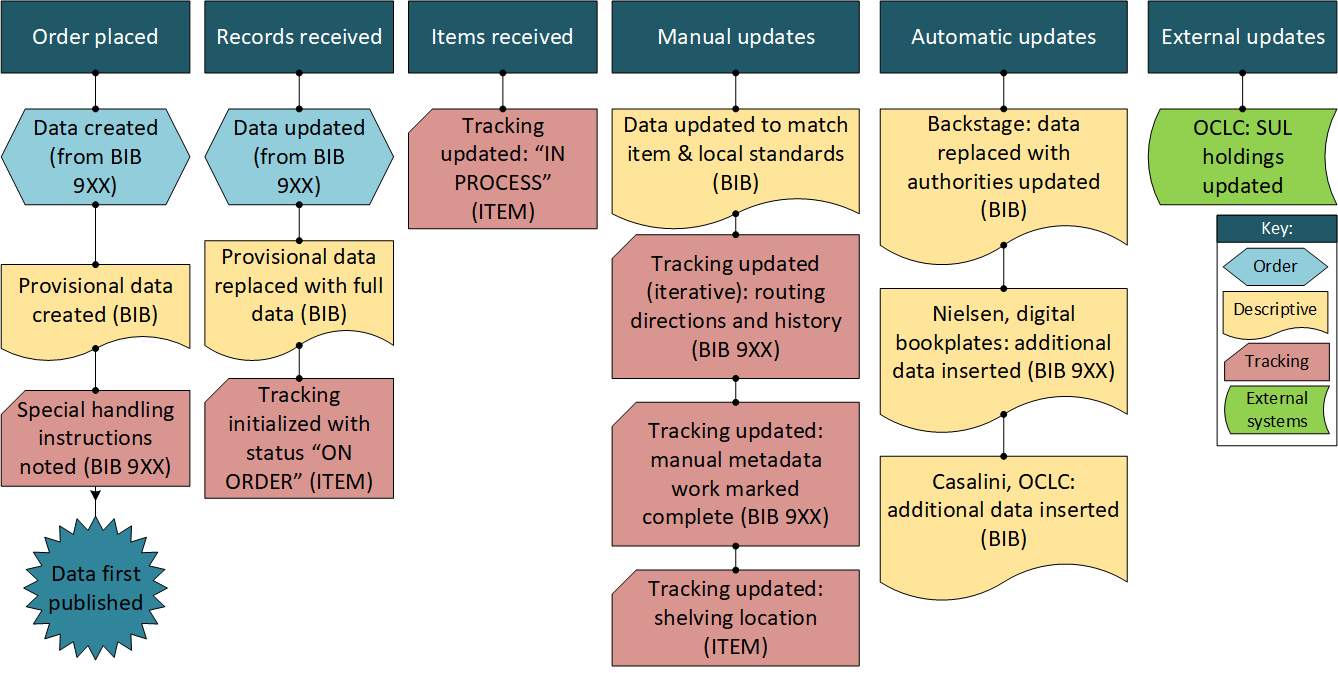 Order placed
Data created
(from BIB
9XX)
Provisional data
created (BIB)
Special handling
instructions
noted (BIB 9XX)
Data first
published
Records received
Data updated
(from BIB
9XX)
Provisional data
replaced with full
data (BIB)
Tracking
initialized with
status “ON
ORDER” (ITEM)
Items received
Tracking
updated: “IN
PROCESS”
(ITEM)
Manual updates
Data updated to match
item & local standards
(BIB)
Tracking updated
(iterative): routing
directions and history
(BIB 9XX)
Tracking updated:
manual metadata
work marked
complete (BIB 9XX)
Tracking updated:
shelving location
(ITEM)
Automatic updates
Backstage: data
replaced with
authorities updated
(BIB)
Nielsen, digital
bookplates: additional
data inserted (BIB 9XX)
Casalini, OCLC:
additional data inserted
(BIB)
External updates
OCLC: SUL
holdings
updated
Key:
Order
Descriptive
Tracking
External
systems